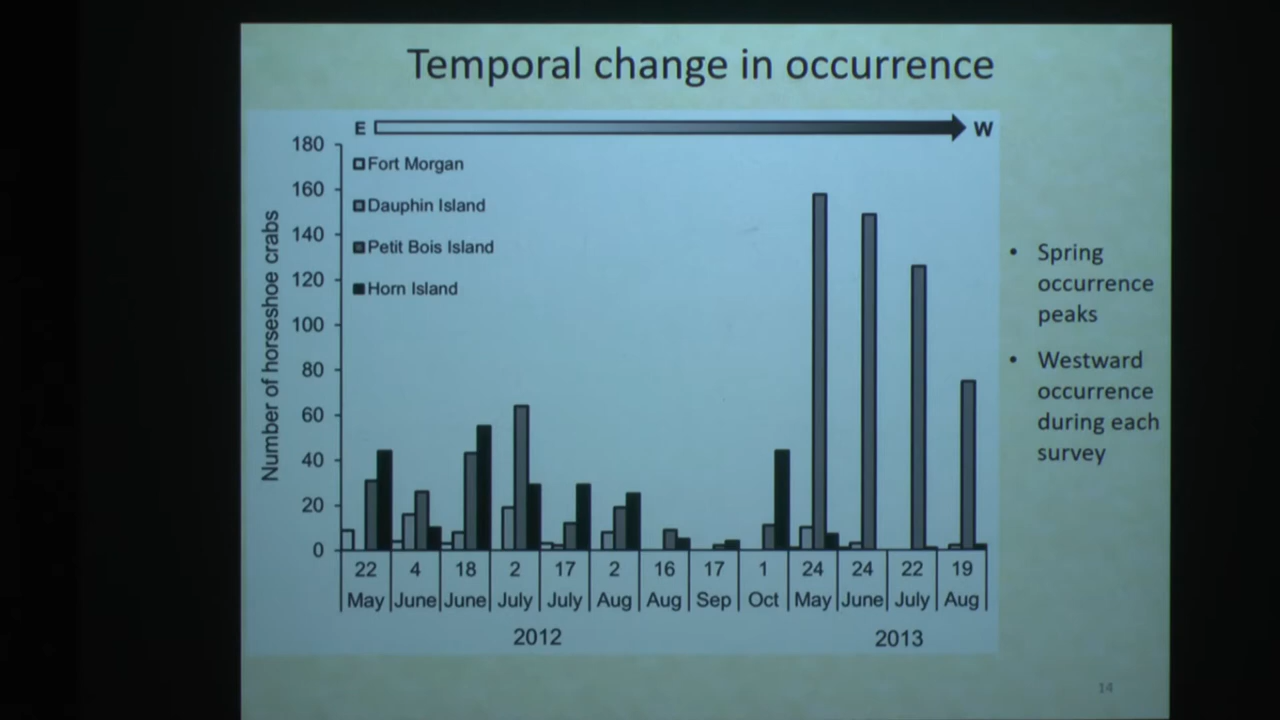 Temporal change in occurrence
E W
180
160
140
120
100
80
60
40
20
0
Number of horseshoe crabs
Fort Morgan
Dauphin Island
Petit Bois Island
Horn Island
22 4 18 2 17 2 16 17 1 24 24 22 19
May June June July July Aug Aug Sep Oct May June July Aug
2012 2013
• Spring
occurrence
peaks
• Westward
occurrence
during each
survey
14